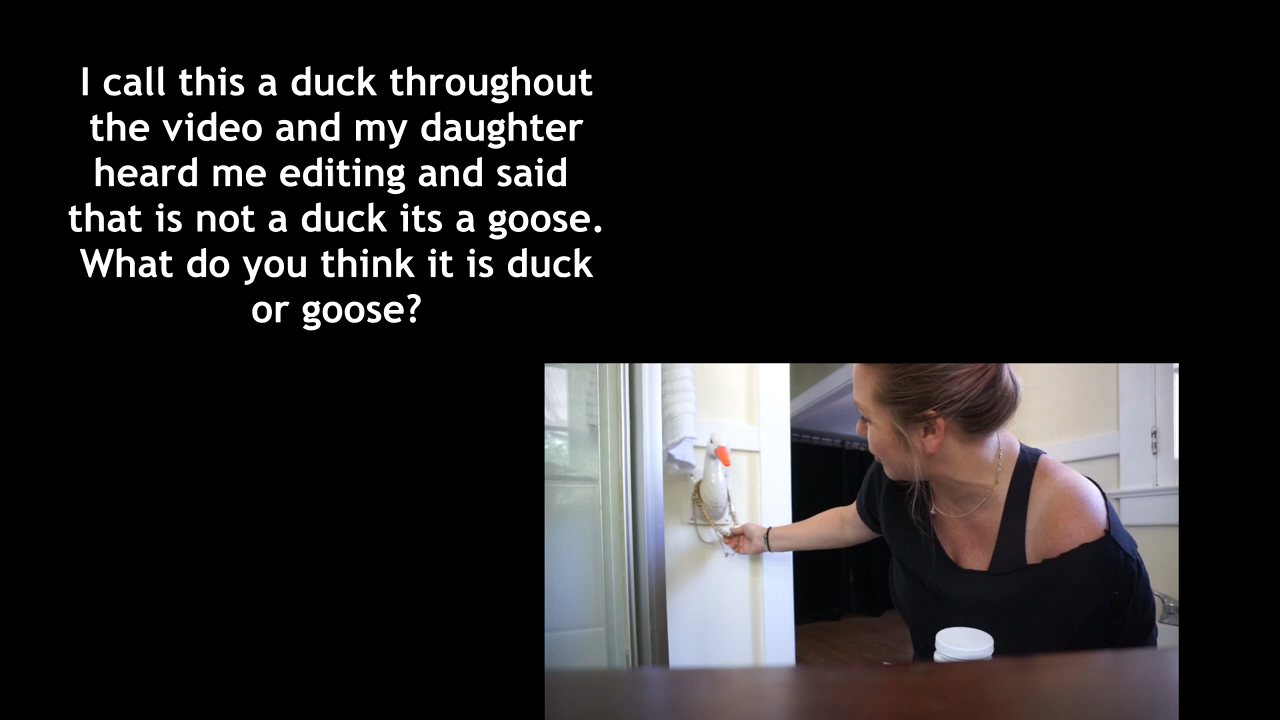 I call this a duck throughout
the video and my daughter
heard me editing and said
that is not a duck its a goose.
What do you think it is duck
or goose?